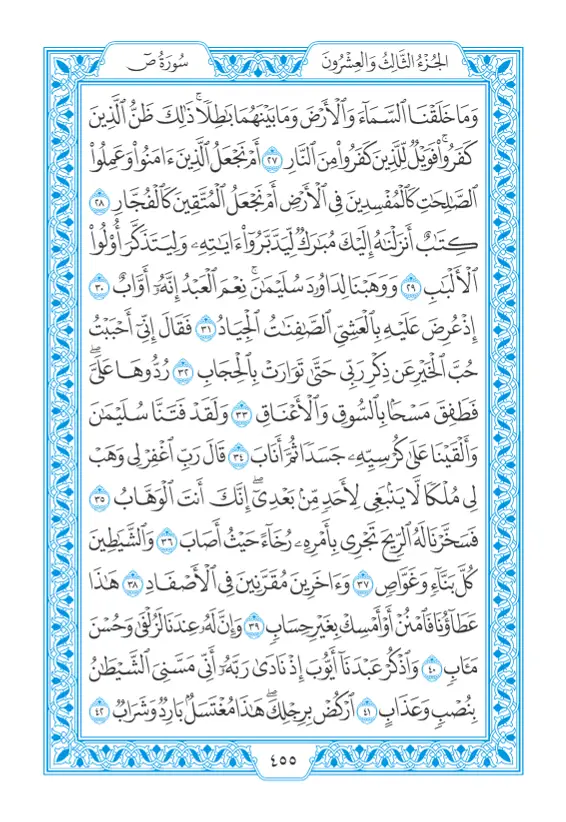 الجُزْءُ الثَّالِثُ وَالعِشْرُونَ
سُورَةُ صٓ
وَمَا خَلَقْنَا ٱلسَّمَآءَ وَٱلْأَرْضَ وَمَا بَيْنَهُمَا بَٰطِلًاۚ ذَٰلِكَ ظَنُّ ٱلَّذِينَ
كَفَرُواْۚ فَوَيْلٌ لِّلَّذِينَ كَفَرُواْ مِنَ ٱلنَّارِ ٢٧ أَمْ نَجْعَلُ ٱلَّذِينَ ءَامَنُواْ وَعَمِلُواْ
ٱلصَّٰلِحَٰتِ كَٱلْمُفْسِدِينَ فِي ٱلْأَرْضِ أَمْ نَجْعَلُ ٱلْمُتَّقِينَ كَٱلْفُجَّارِ ٢٨
كِتَٰبٌ أَنزَلْنَٰهُ إِلَيْكَ مُبَٰرَكٌ لِّيَدَّبَّرُوٓاْ ءَايَٰتِهِۦ وَلِيَتَذَكَّرَ أُوْلُواْ
ٱلْأَلْبَٰبِ ٢٩ وَوَهَبْنَا لِدَاوُۥدَ سُلَيْمَٰنَۚ نِعْمَ ٱلْعَبْدُ إِنَّهُۥٓ أَوَّابٌ ٣٠
إِذْ عُرِضَ عَلَيْهِ بِٱلْعَشِيِّ ٱلصَّٰفِنَٰتُ ٱلْجِيَادُ ٣١ فَقَالَ إِنِّيٓ أَحْبَبْتُ
حُبَّ ٱلْخَيْرِ عَن ذِكْرِ رَبِّي حَتَّىٰ تَوَارَتْ بِٱلْحِجَابِ ٣٢ رُدُّوهَا عَلَيَّۖ
فَطَفِقَ مَسْحًۢا بِٱلسُّوقِ وَٱلْأَعْنَاقِ ٣٣ وَلَقَدْ فَتَنَّا سُلَيْمَٰنَ
وَأَلْقَيْنَا عَلَىٰ كُرْسِيِّهِۦ جَسَدًا ثُمَّ أَنَابَ ٣٤ قَالَ رَبِّ ٱغْفِرْ لِي وَهَبْ
لِي مُلْكًا لَّا يَنۢبَغِي لِأَحَدٍ مِّنۢ بَعْدِيٓۖ إِنَّكَ أَنتَ ٱلْوَهَّابُ ٣٥
فَسَخَّرْنَا لَهُ ٱلرِّيحَ تَجْرِي بِأَمْرِهِۦ رُخَآءً حَيْثُ أَصَابَ ٣٦ وَٱلشَّيَٰطِينَ
كُلَّ بَنَّآءٍ وَغَوَّاصٍ ٣٧ وَءَاخَرِينَ مُقَرَّنِينَ فِي ٱلْأَصْفَادِ ٣٨ هَٰذَا
عَطَآؤُنَا فَٱمْنُنْ أَوْ أَمْسِكْ بِغَيْرِ حِسَابٍ ٣٩ وَإِنَّ لَهُۥ عِندَنَا لَزُلْفَىٰ وَحُسْنَ
مَـَٔابٍ ٤٠ وَٱذْكُرْ عَبْدَنَآ أَيُّوبَ إِذْ نَادَىٰ رَبَّهُۥٓ أَنِّي مَسَّنِيَ ٱلشَّيْطَٰنُ
بِنُصْبٍ وَعَذَابٍ ٤١ ٱرْكُضْ بِرِجْلِكَۖ هَٰذَا مُغْتَسَلٌۢ بَارِدٌ وَشَرَابٌ ٤٢
٤٥٥